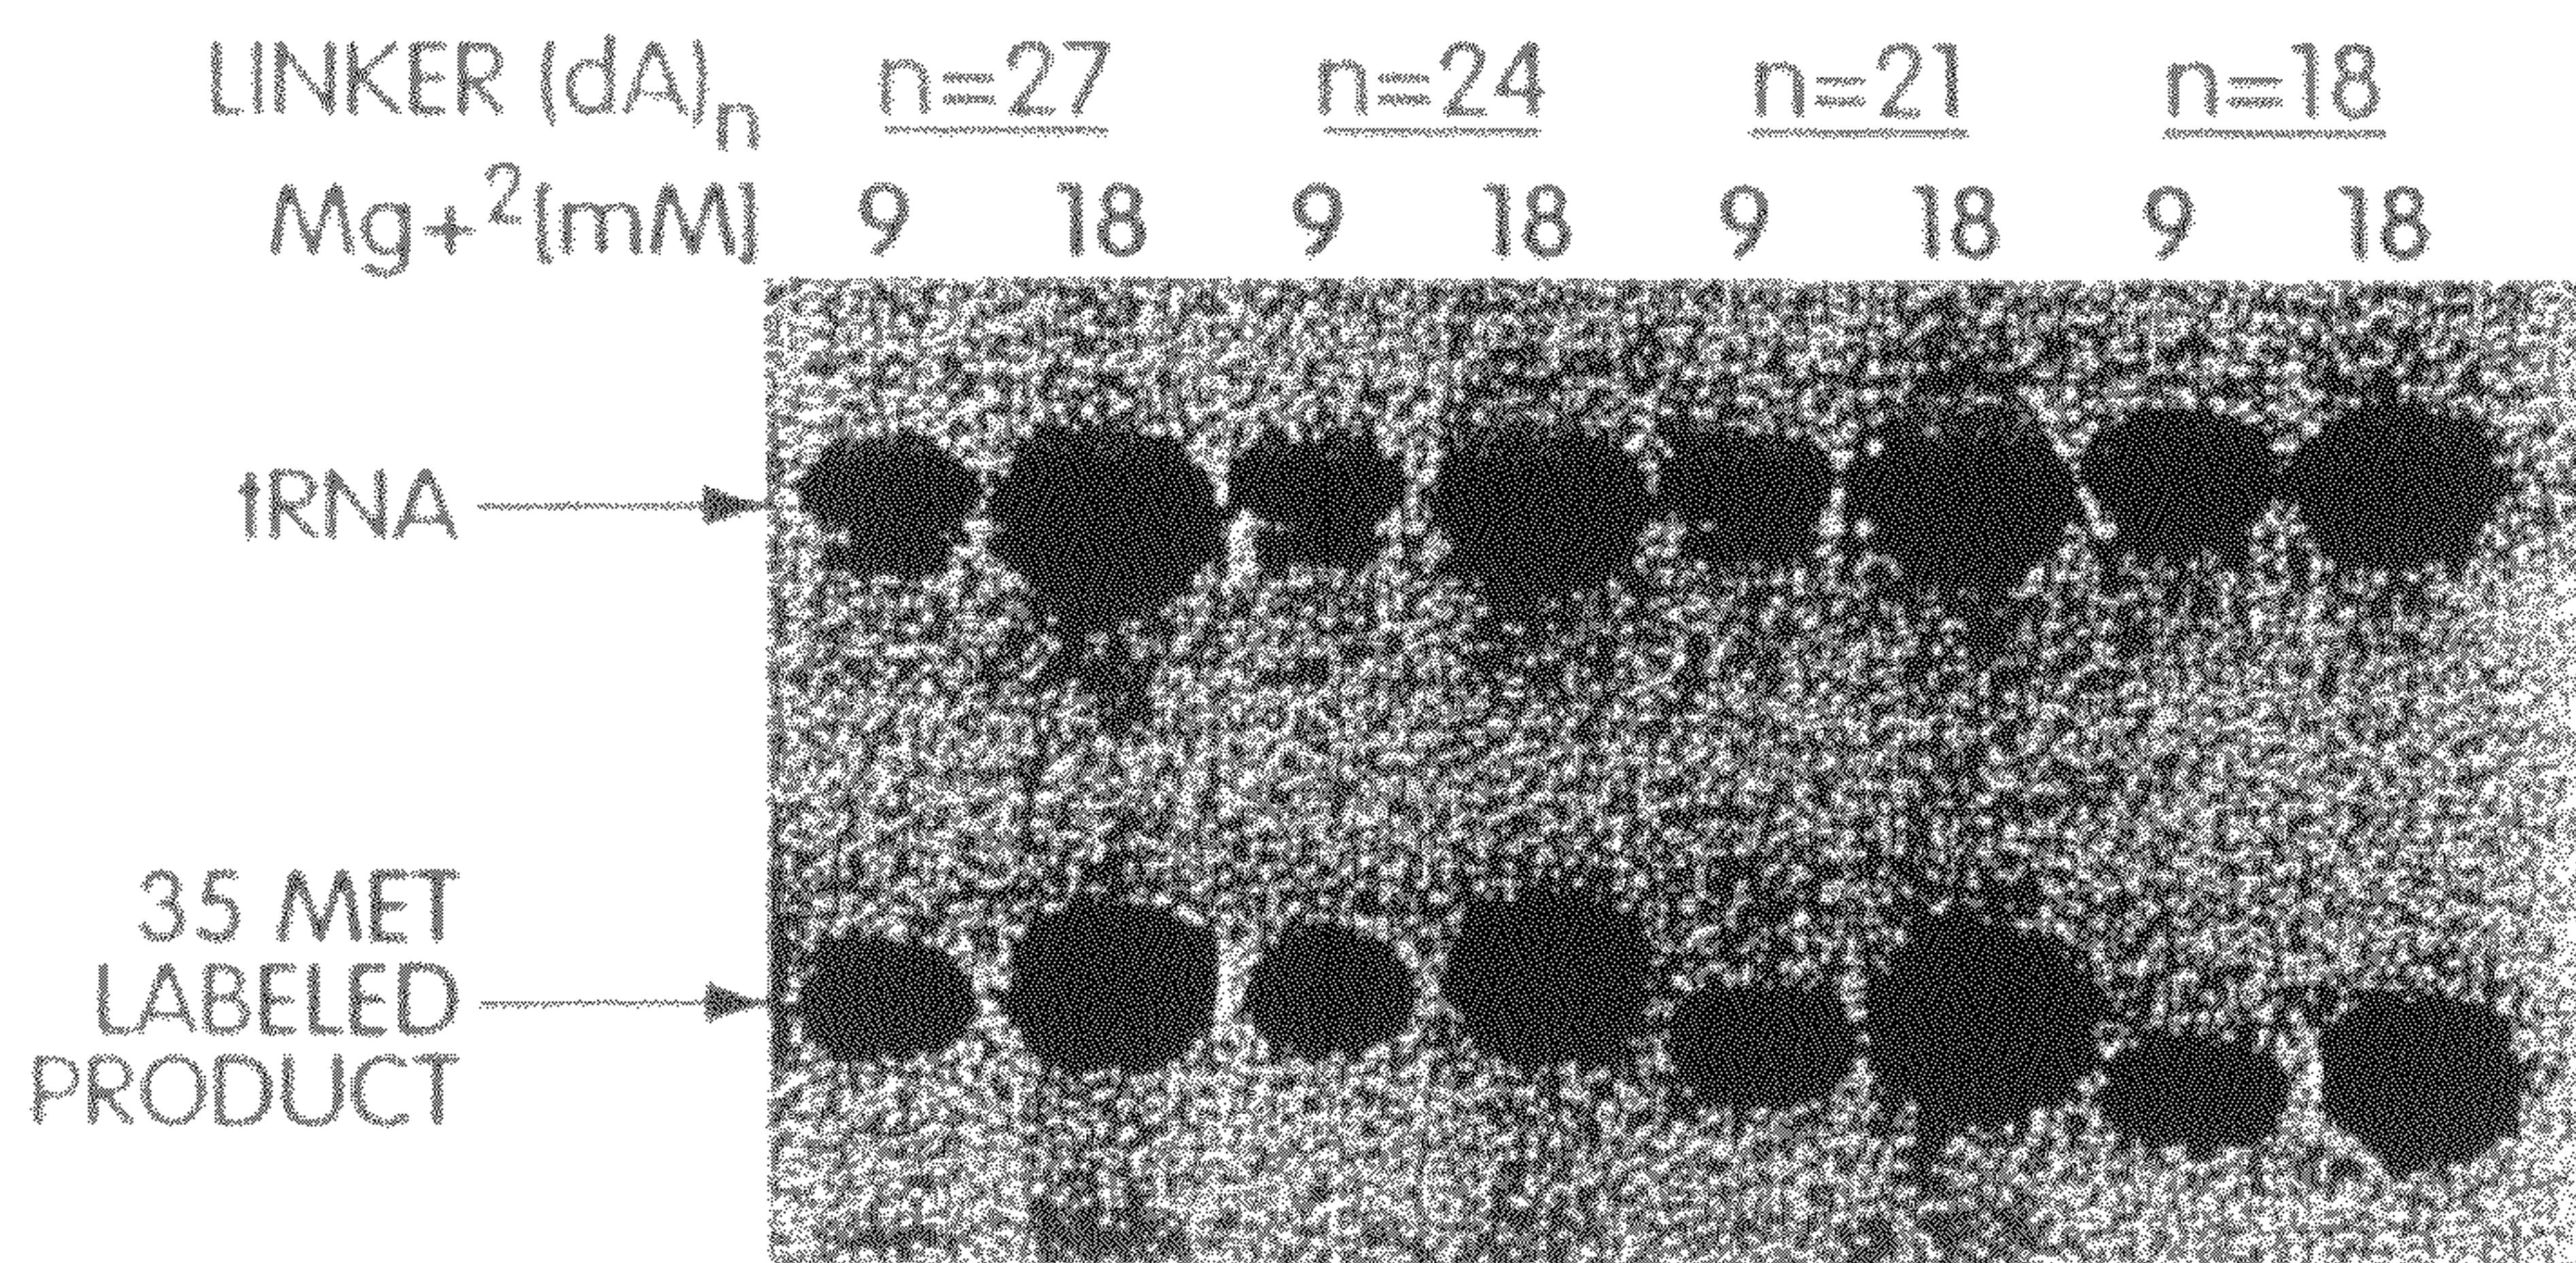 LINKER (dA)n n=27 n=24 n=21 n=18
Mg+2[mM] 9 18 9 18 9 18 9 18
tRNA
35 MET
LABELED
PRODUCT